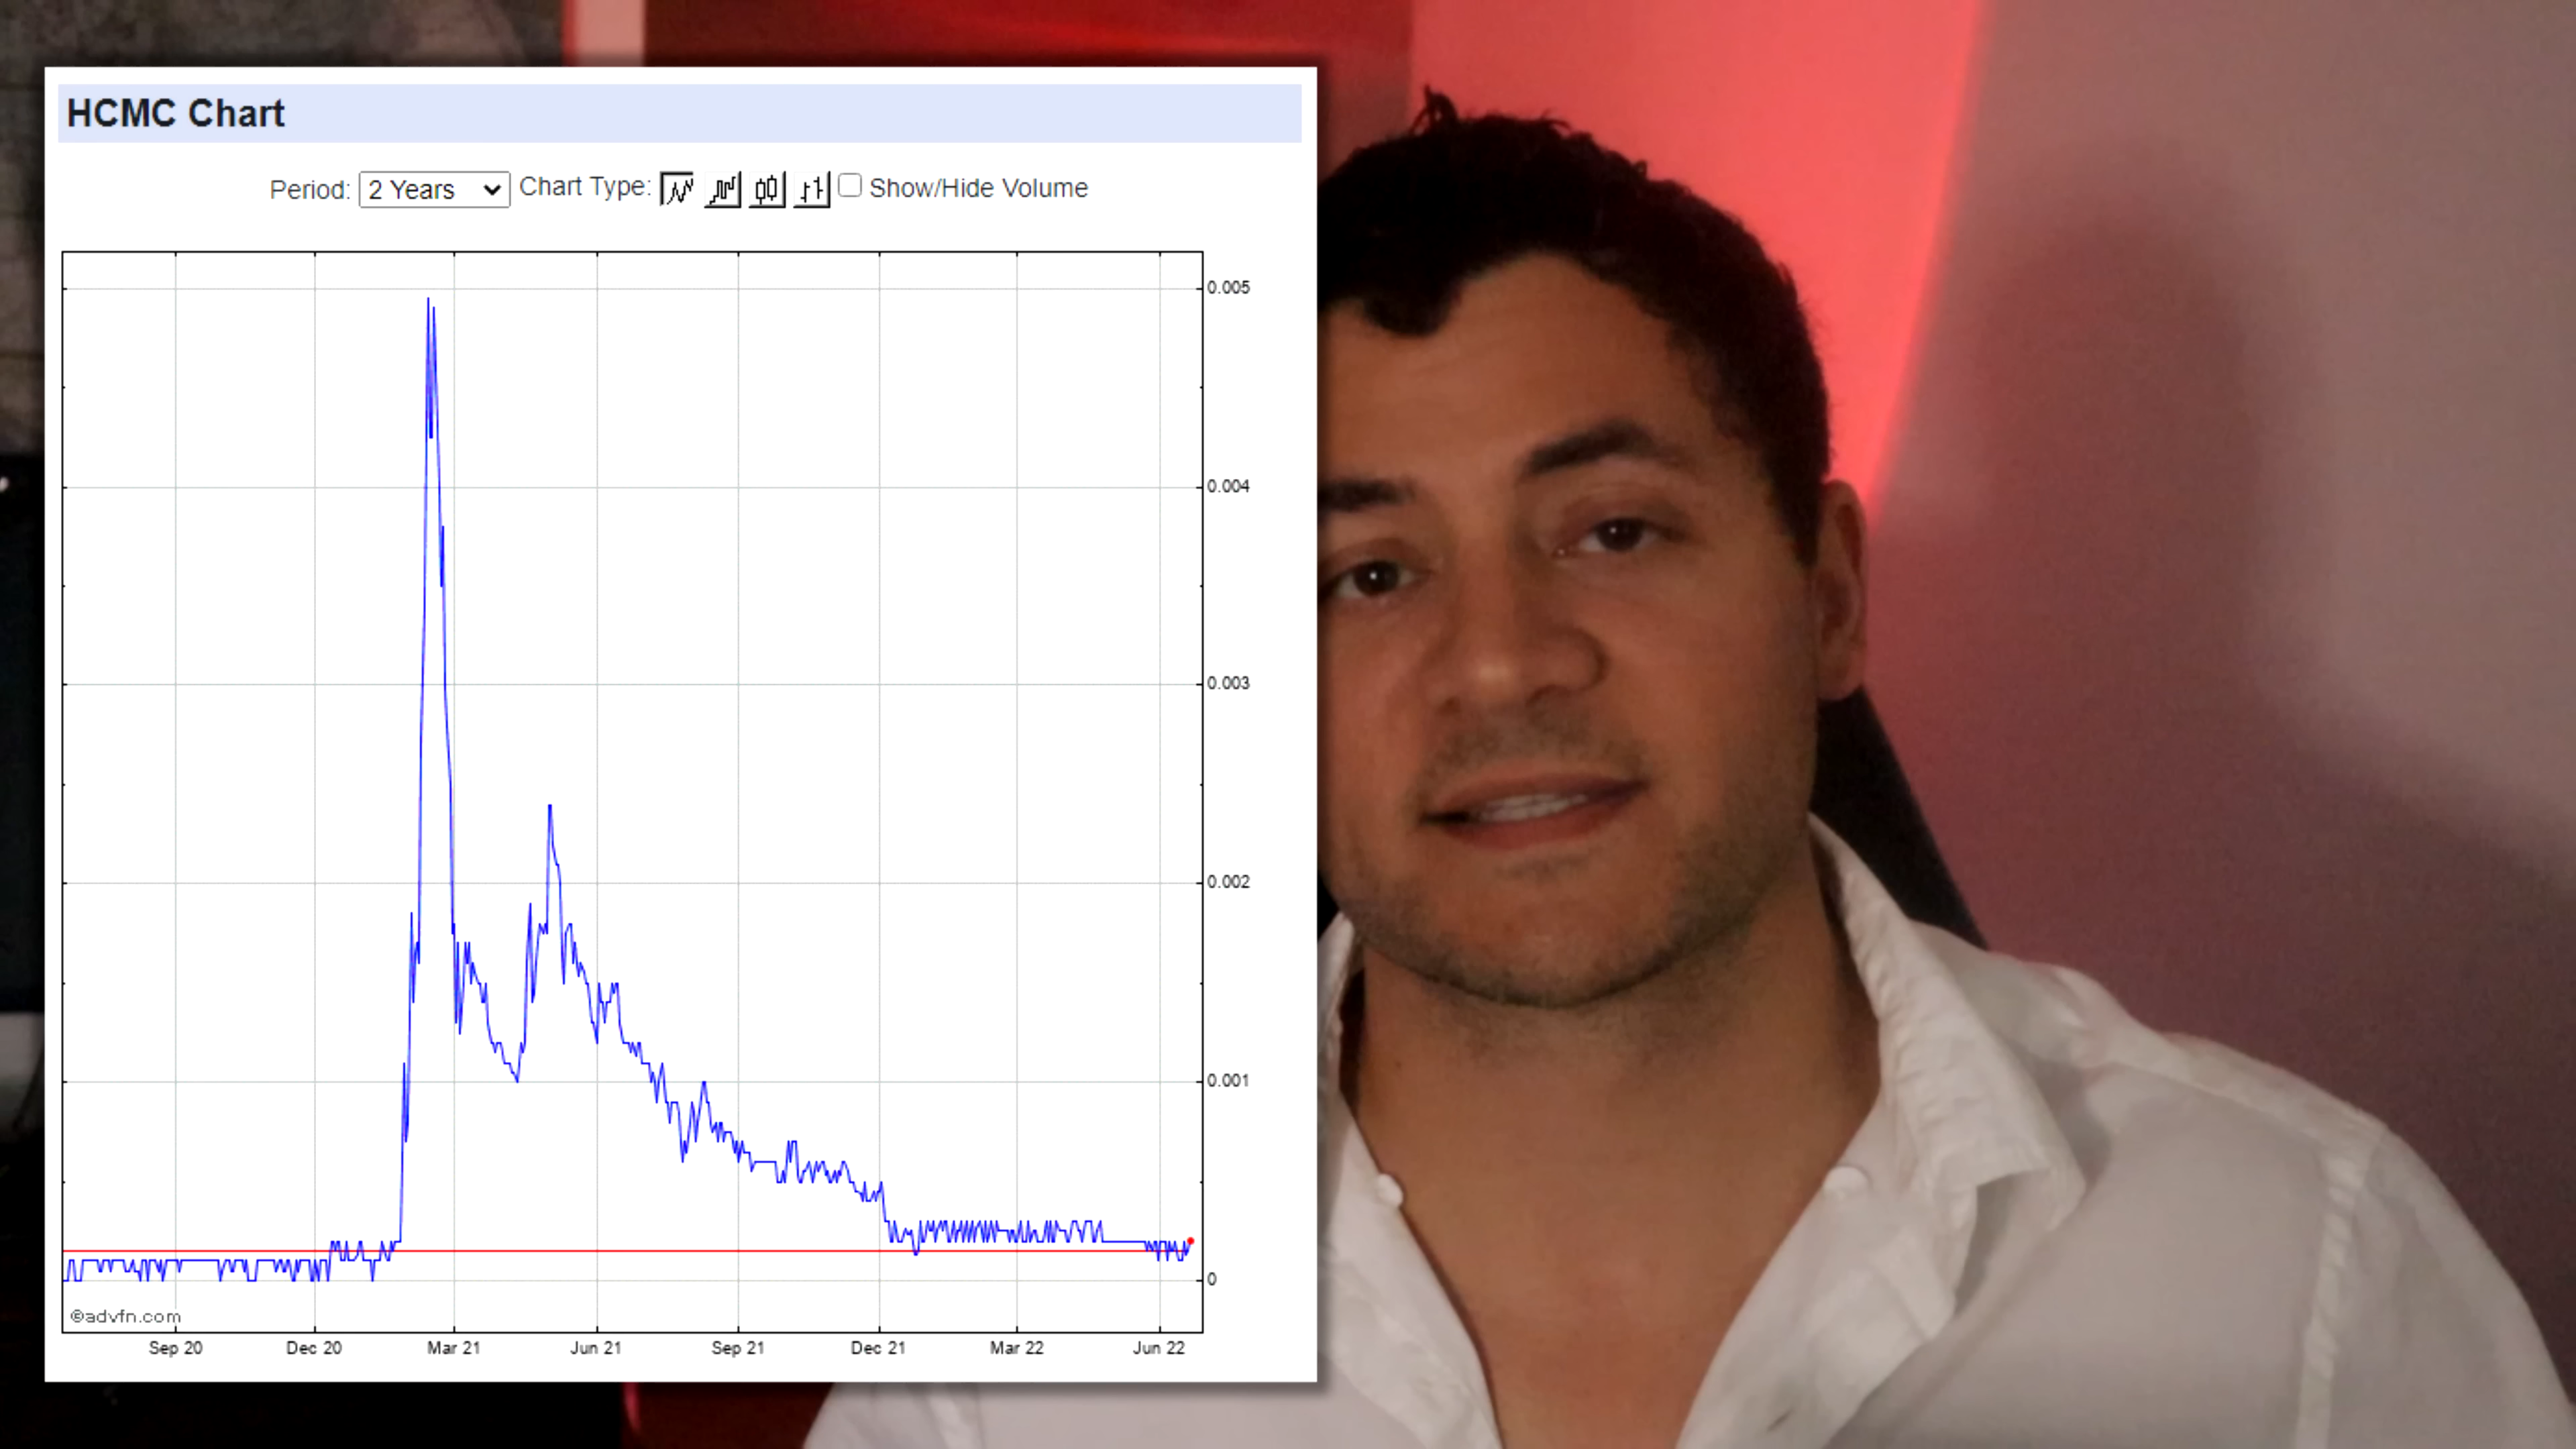 HCMC Chart
Period: 2 Years Chart Type: Show/Hide Volume
0.005
0.004
0.003
0.002
0.001
0
©advfn.com
Sep 20 Dec 20 Mar 21 Jun 21 Sep 21 Dec 21 Mar 22 Jun 22